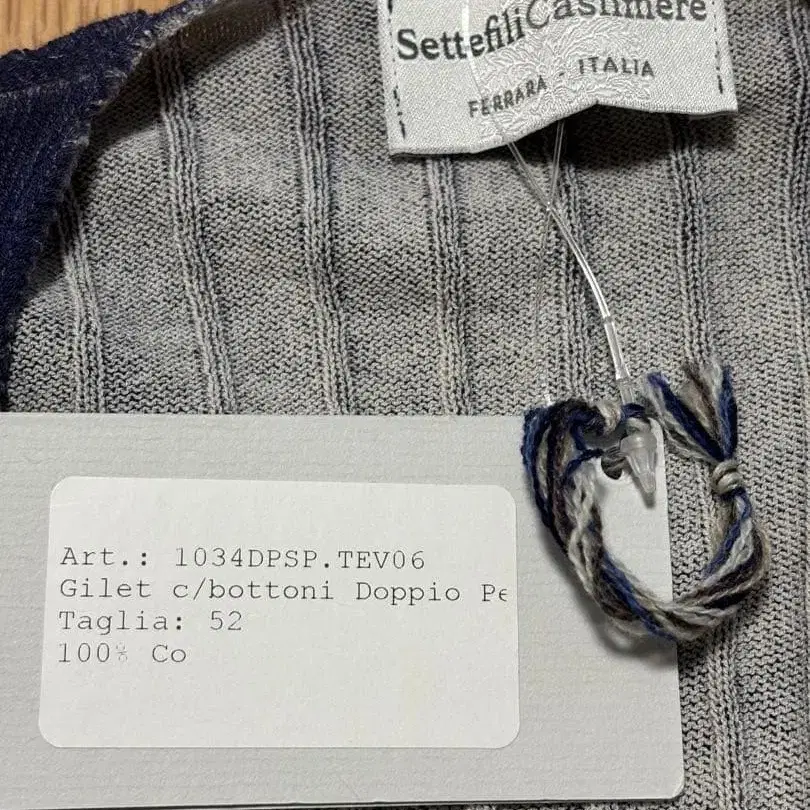 SettefiliCashmere
FERRARA - ITALIA
Art.: 1034DPSP.TEV06
Gilet c/bottoni Doppio Pe
Taglia: 52
100% Co